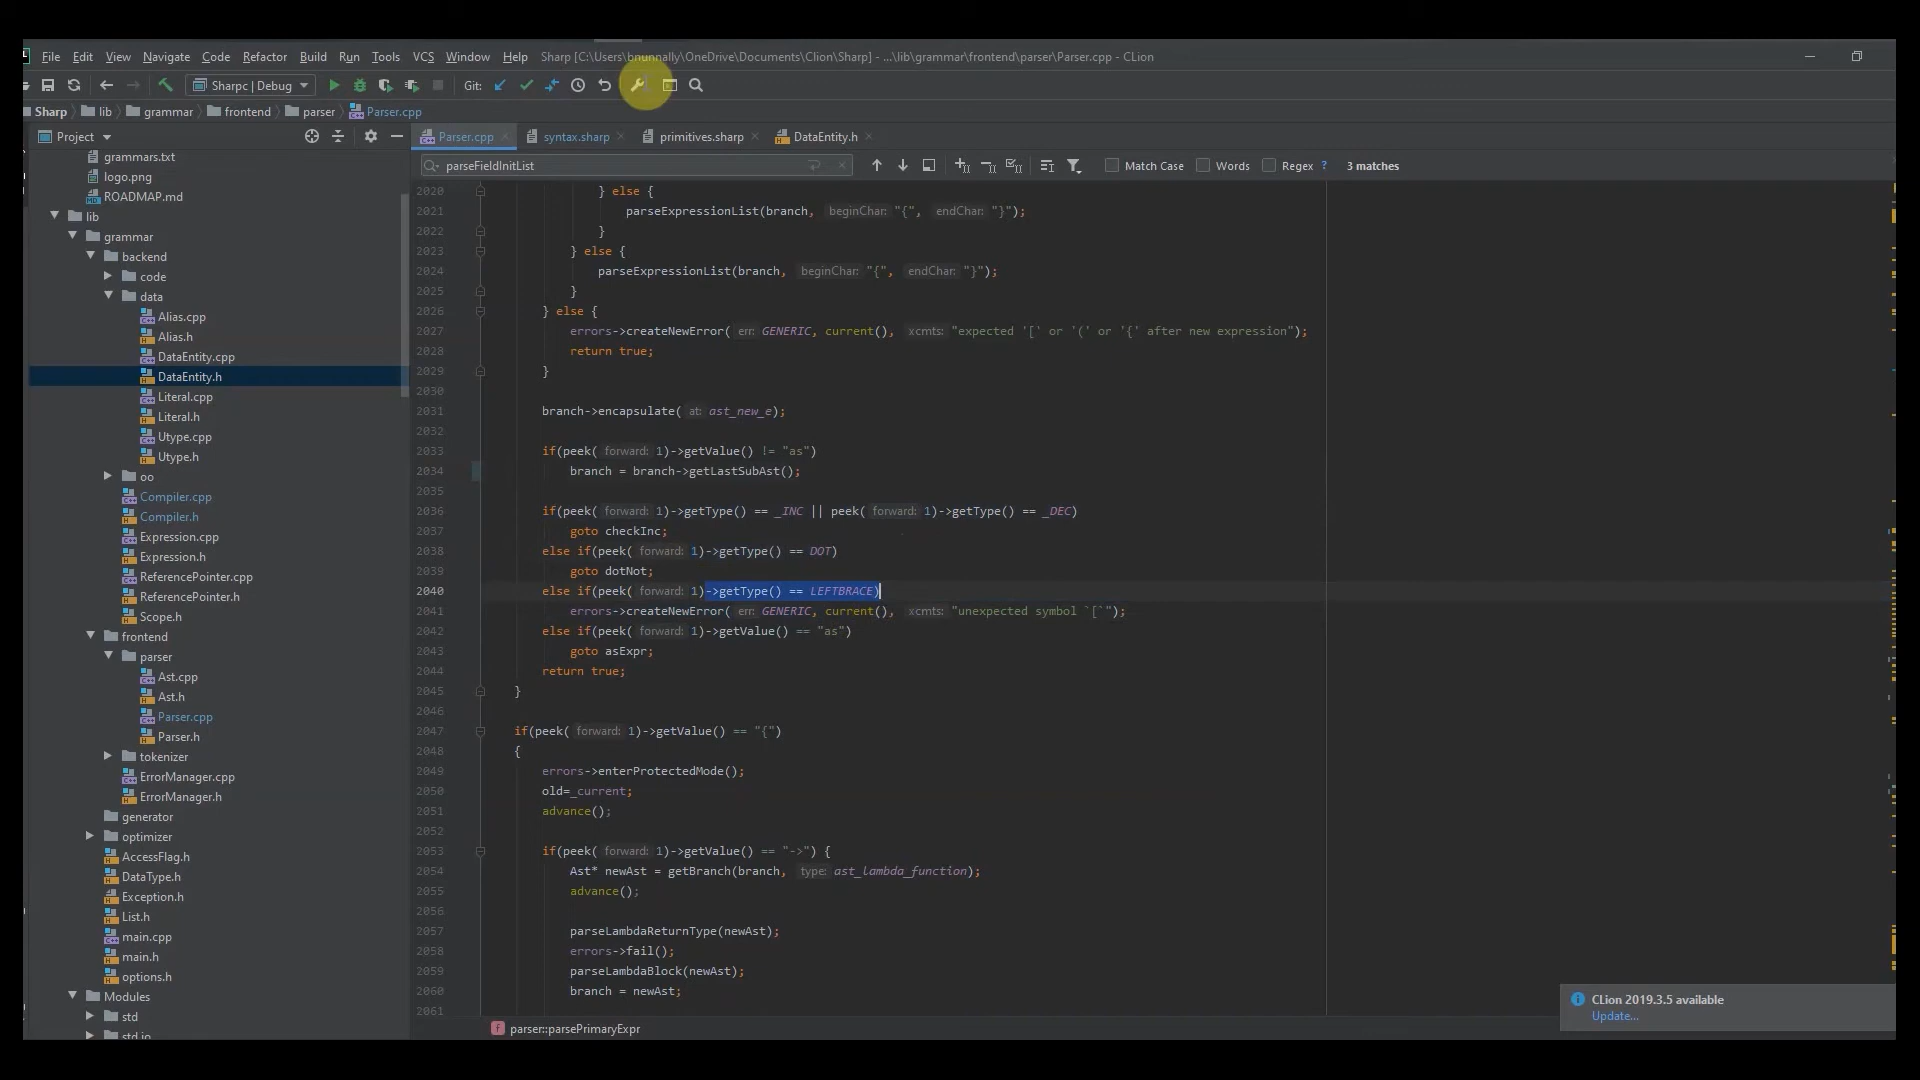 File Edit View Navigate Code Refactor Build Run Tools VCS Window Help Sharp [C:\Users\bnunnally\OneDrive\Documents\Clion\Sharp] - ...\lib\grammar\frontend\parser\Parser.cpp - CLion
Sharpc | Debug Git:
Sharp lib grammar frontend parser Parser.cpp
Project Parser.cpp syntax.sharp primitives.sharp DataEntity.h
parseFieldInitList Match Case Words Regex ? 3 matches
grammars.txt
logo.png
ROADMAP.md
lib
grammar
backend
code
data
Alias.cpp
Alias.h
DataEntity.cpp
DataEntity.h
Literal.cpp
Literal.h
Utype.cpp
Utype.h
oo
Compiler.cpp
Compiler.h
Expression.cpp
Expression.h
ReferencePointer.cpp
ReferencePointer.h
Scope.h
frontend
parser
Ast.cpp
Ast.h
Parser.cpp
Parser.h
tokenizer
ErrorManager.cpp
ErrorManager.h
generator
optimizer
AccessFlag.h
DataType.h
Exception.h
List.h
main.cpp
main.h
options.h
Modules
std
std.io
2020 } else {
2021 parseExpressionList(branch, beginChar: "{", endChar: "}");
2022 }
2023 } else {
2024 parseExpressionList(branch, beginChar: "{", endChar: "}");
2025 }
2026 } else {
2027 errors->createNewError( err: GENERIC, current(), xcmts: "expected '[` or '(' or '{' after new expression");
2028 return true;
2029 }
2030
2031 branch->encapsulate( at: ast_new_e);
2032
2033 if(peek( forward: 1)->getValue() != "as")
2034 branch = branch->getLastSubAst();
2035
2036 if(peek( forward: 1)->getType() == _INC || peek( forward: 1)->getType() == _DEC)
2037 goto checkInc;
2038 else if(peek( forward: 1)->getType() == DOT)
2039 goto dotNot;
2040 else if(peek( forward: 1)->getType() == LEFTBRACE)
2041 errors->createNewError( err: GENERIC, current(), xcmts: "unexpected symbol `[`");
2042 else if(peek( forward: 1)->getValue() == "as")
2043 goto asExpr;
2044 return true;
2045 }
2046
2047 if(peek( forward: 1)->getValue() == "{")
2048 {
2049 errors->enterProtectedMode();
2050 old=_current;
2051 advance();
2052
2053 if(peek( forward: 1)->getValue() == "->") {
2054 Ast* newAst = getBranch(branch, type: ast_lambda_function);
2055 advance();
2056
2057 parseLambdaReturnType(newAst);
2058 errors->fail();
2059 parseLambdaBlock(newAst);
2060 branch = newAst;
2061
f parser::parsePrimaryExpr
CLion 2019.3.5 available
Update...